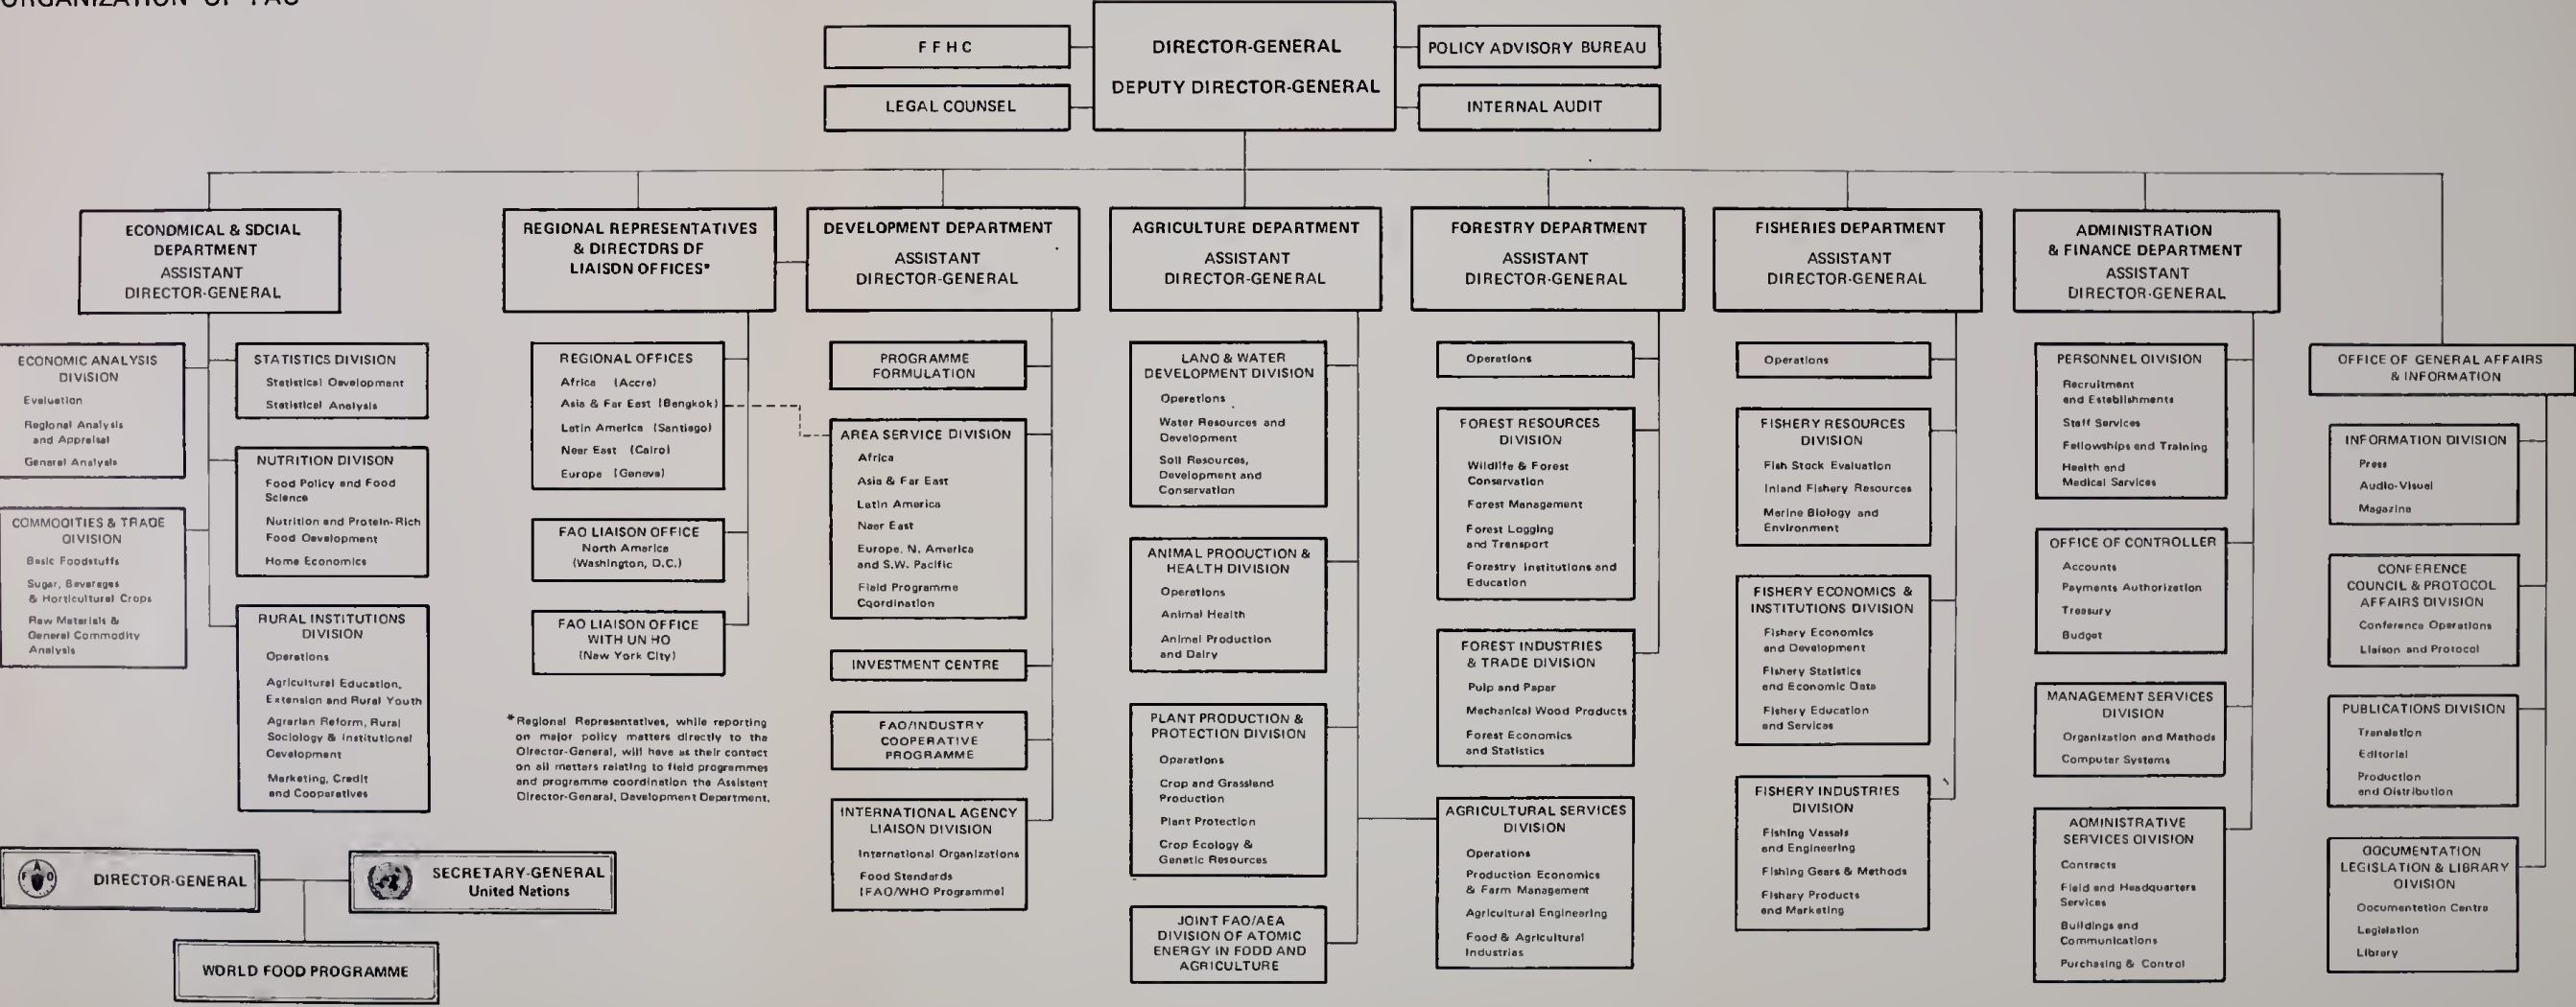 ORGANIZATION OF FAO
FFHC
LEGAL COUNSEL
DIRECTOR-GENERAL
DEPUTY DIRECTOR-GENERAL
POLICY ADVISORY BUREAU
INTERNAL AUDIT
ECONOMICAL & SOCIAL
DEPARTMENT
ASSISTANT
DIRECTOR-GENERAL
ECONOMIC ANALYSIS
DIVISION
Evaluation
Regional Analysis
and Appraisal
General Analysis
COMMODITIES & TRADE
DIVISION
Basic Foodstuffs
Sugar, Beverages
& Horticultural Crops
Raw Materials &
General Commodity
Analysis
STATISTICS DIVISION
Statistical Development
Statistical Analysis
NUTRITION DIVISON
Food Policy and Food
Science
Nutrition and Protein-Rich
Food Development
Home Economics
RURAL INSTITUTIONS
DIVISION
Operations
Agricultural Education,
Extension and Rural Youth
Agrarian Reform, Rural
Sociology & Institutional
Development
Marketing, Credit
and Cooperatives
REGIONAL REPRESENTATIVES
& DIRECTORS OF
LIAISON OFFICES*
REGIONAL OFFICES
Africa (Accra)
Asia & Far East (Bangkok)
Latin America (Santiago)
Near East (Cairo)
Europe (Geneva)
FAO LIAISON OFFICE
North America
(Washington, D.C.)
FAO LIAISON OFFICE
WITH UN HQ
(New York City)
*Regional Representatives, while reporting
on major policy matters directly to the
Director-General, will have as their contact
on all matters relating to field programmes
and programme coordination the Assistant
Director-General, Development Department.
DEVELOPMENT DEPARTMENT
ASSISTANT
DIRECTOR-GENERAL
PROGRAMME
FORMULATION
AREA SERVICE DIVISION
Africa
Asia & Far East
Latin America
Near East
Europe, N. America
and S.W. Pacific
Field Programme
Coordination
INVESTMENT CENTRE
FAO/INDUSTRY
COOPERATIVE
PROGRAMME
INTERNATIONAL AGENCY
LIAISON DIVISION
International Organizations
Food Standards
(FAO/WHO Programme)
AGRICULTURE DEPARTMENT
ASSISTANT
DIRECTOR-GENERAL
LAND & WATER
DEVELOPMENT DIVISION
Operations
Water Resources and
Development
Soil Resources,
Development and
Conservation
ANIMAL PRODUCTION &
HEALTH DIVISION
Operations
Animal Health
Animal Production
and Dairy
PLANT PRODUCTION &
PROTECTION DIVISION
Operations
Crop and Grassland
Production
Plant Protection
Crop Ecology &
Genetic Resources
JOINT FAO/AEA
DIVISION OF ATOMIC
ENERGY IN FOOD AND
AGRICULTURE
FORESTRY DEPARTMENT
ASSISTANT
DIRECTOR-GENERAL
Operations
FOREST RESOURCES
DIVISION
Wildlife & Forest
Conservation
Forest Management
Forest Logging
and Transport
Forestry Institutions and
Education
FOREST INDUSTRIES
& TRADE DIVISION
Pulp and Paper
Mechanical Wood Products
Forest Economics
and Statistics
AGRICULTURAL SERVICES
DIVISION
Operations
Production Economics
& Farm Management
Agricultural Engineering
Food & Agricultural
Industries
FISHERIES DEPARTMENT
ASSISTANT
DIRECTOR-GENERAL
Operations
FISHERY RESOURCES
DIVISION
Fish Stock Evaluation
Inland Fishery Resources
Marine Biology and
Environment
FISHERY ECONOMICS &
INSTITUTIONS DIVISION
Fishery Economics
and Development
Fishery Statistics
and Economic Data
Fishery Education
and Services
FISHERY INDUSTRIES
DIVISION
Fishing Vessels
and Engineering
Fishing Gears & Methods
Fishery Products
and Marketing
ADMINISTRATION
& FINANCE DEPARTMENT
ASSISTANT
DIRECTOR-GENERAL
PERSONNEL DIVISION
Recruitment
and Establishments
Staff Services
Fellowships and Training
Health and
Medical Services
OFFICE OF CONTROLLER
Accounts
Payments Authorization
Treasury
Budget
MANAGEMENT SERVICES
DIVISION
Organization and Methods
Computer Systems
ADMINISTRATIVE
SERVICES DIVISION
Contracts
Field and Headquarters
Services
Buildings and
Communications
Purchasing & Control
OFFICE OF GENERAL AFFAIRS
& INFORMATION
INFORMATION DIVISION
Press
Audio-Visual
Magazine
CONFERENCE
COUNCIL & PROTOCOL
AFFAIRS DIVISION
Conference Operations
Liaison and Protocol
PUBLICATIONS DIVISION
Translation
Editorial
Production
and Distribution
DOCUMENTATION
LEGISLATION & LIBRARY
DIVISION
Documentation Centre
Legislation
Library
FAO
DIRECTOR-GENERAL
SECRETARY-GENERAL
United Nations
WORLD FOOD PROGRAMME